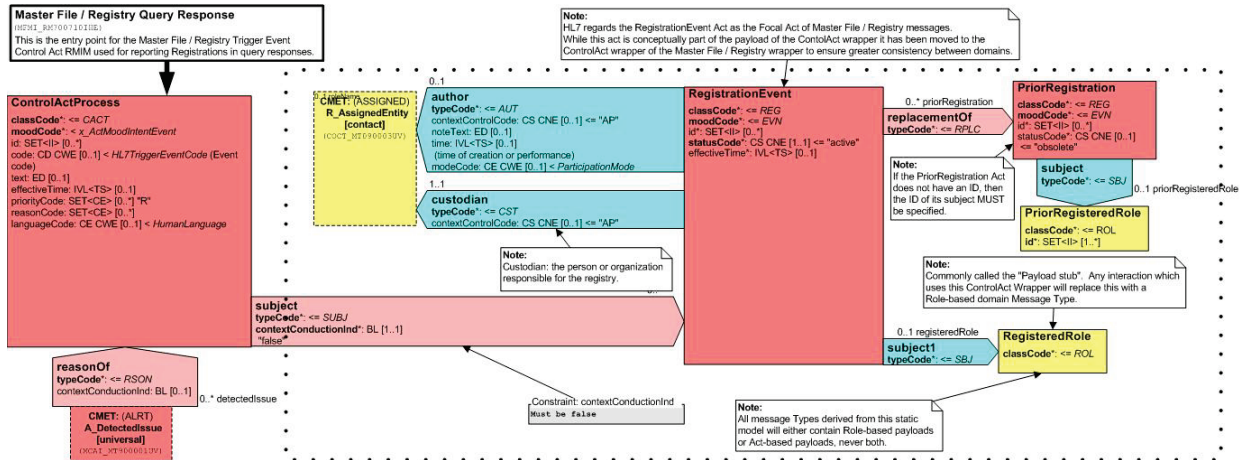 Master File / Registry Query Response
(MFMI_RM700710IUE)
This is the entry point for the Master File / Registry Trigger Event
Control Act RMIM used for reporting Registrations in query responses.
Note:
HL7 regards the RegistrationEvent Act as the Focal Act of Master File / Registry messages.
While this act is conceptually part of the payload of the ContolAct wrapper it has been moved to the
ControlAct wrapper of the Master File / Registry wrapper to ensure greater consistency between domains.
ControlActProcess
classCode*: <= CACT
moodCode*: < x_ActMoodIntentEvent
id: SET<II> [0..*]
code: CD CWE [0..1] < HL7TriggerEventCode (Event
code)
text: ED [0..1]
effectiveTime: IVL<TS> [0..1]
priorityCode: SET<CE> [0..*] "R"
reasonCode: SET<CE> [0..*]
languageCode: CE CWE [0..1] < HumanLanguage
CMET: (ASSIGNED)
R_AssignedEntity
[contact]
(COCT_MT090003UV)
0..1
author
typeCode*: <= AUT
contextControlCode: CS CNE [0..1] <= "AP"
noteText: ED [0..1]
time: IVL<TS> [0..1]
(time of creation or performance)
modeCode: CE CWE [0..1] < ParticipationMode
1..1
custodian
typeCode*: <= CST
contextControlCode: CS CNE [0..1] <= "AP"
Note:
Custodian: the person or organization
responsible for the registry.
RegistrationEvent
classCode*: <= REG
moodCode*: <= EVN
id*: SET<II> [0..*]
statusCode*: CS CNE [1..1] <= "active"
effectiveTime*: IVL<TS> [0..1]
0..* priorRegistration
replacementOf
typeCode*: <= RPLC
PriorRegistration
classCode*: <= REG
moodCode*: <= EVN
id*: SET<II> [0..*]
statusCode*: CS CNE [0..1]
<= "obsolete"
Note:
If the PriorRegistration Act
does not have an ID, then
the ID of its subject MUST
be specified.
subject
typeCode*: <= SBJ
0..1 priorRegisteredRole
PriorRegisteredRole
classCode*: <= ROL
id*: SET<II> [1..*]
Note:
Commonly called the "Payload stub". Any interaction which
uses this ControlAct Wrapper will replace this with a
Role-based domain Message Type.
subject
typeCode*: <= SUBJ
contextConductionInd*: BL [1..1]
"false"
0..1 registeredRole
subject1
typeCode*: <= SBJ
RegisteredRole
classCode*: <= ROL
reasonOf
typeCode*: <= RSON
contextConductionInd: BL [0..1]
0..* detectedIssue
CMET: (ALRT)
A_DetectedIssue
[universal]
(MCAI_MT900001UV)
Constraint: contextConductionInd
Must be false
Note:
All message Types derived from this static
model will either contain Role-based payloads
or Act-based payloads, never both.